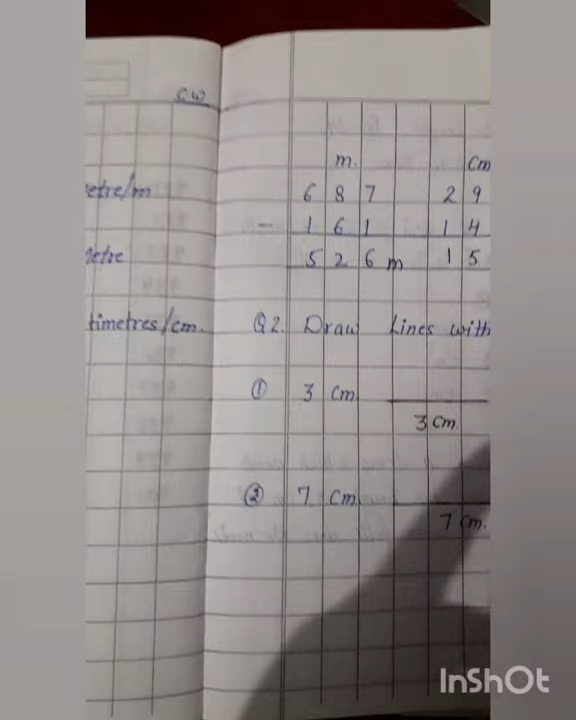 C.W
etre/m
etre
timetres/cm.
m. Cm
6 8 7 2 9
- 1 6 1 1 4
5 2 6 m 1 5
Q2. Draw Lines with
① 3 Cm
3 Cm
② 7 Cm.
7 Cm.
InShOt